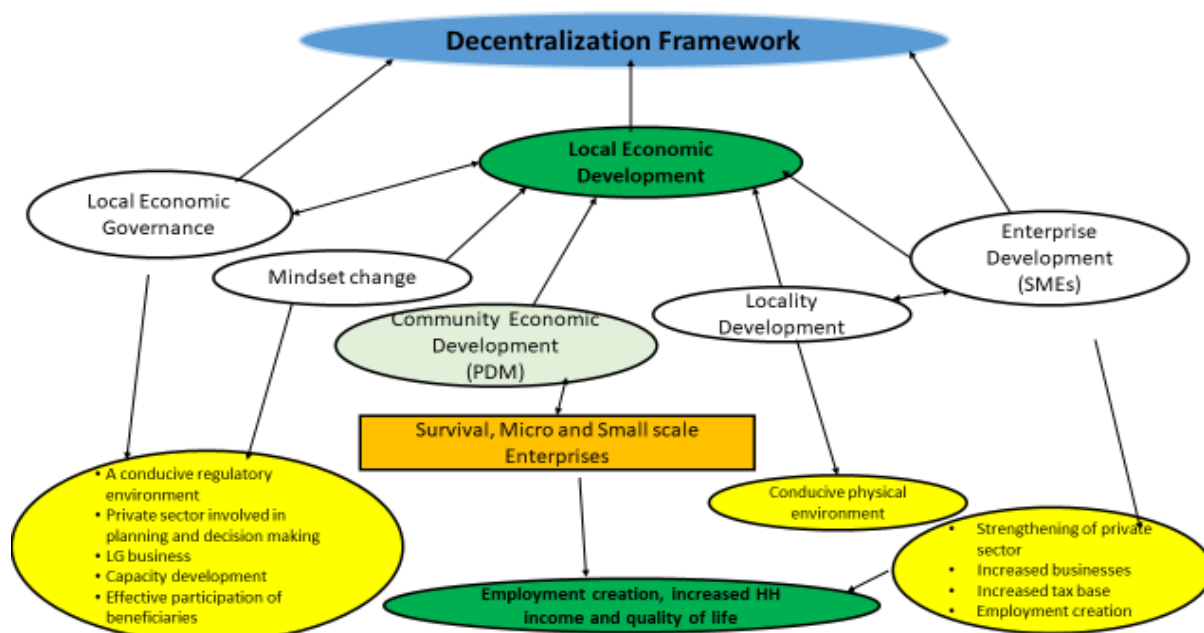 Decentralization Framework
Local Economic
Development
Local Economic
Governance
Mindset change
Enterprise
Development
(SMEs)
Locality
Development
Community Economic
Development
(PDM)
Survival, Micro and Small scale
Enterprises
• A conducive regulatory
environment
• Private sector involved in
planning and decision making
• LG business
• Capacity development
• Effective participation of
beneficiaries
Conducive physical
environment
• Strengthening of private
sector
• Increased businesses
• Increased tax base
• Employment creation
Employment creation, increased HH
income and quality of life